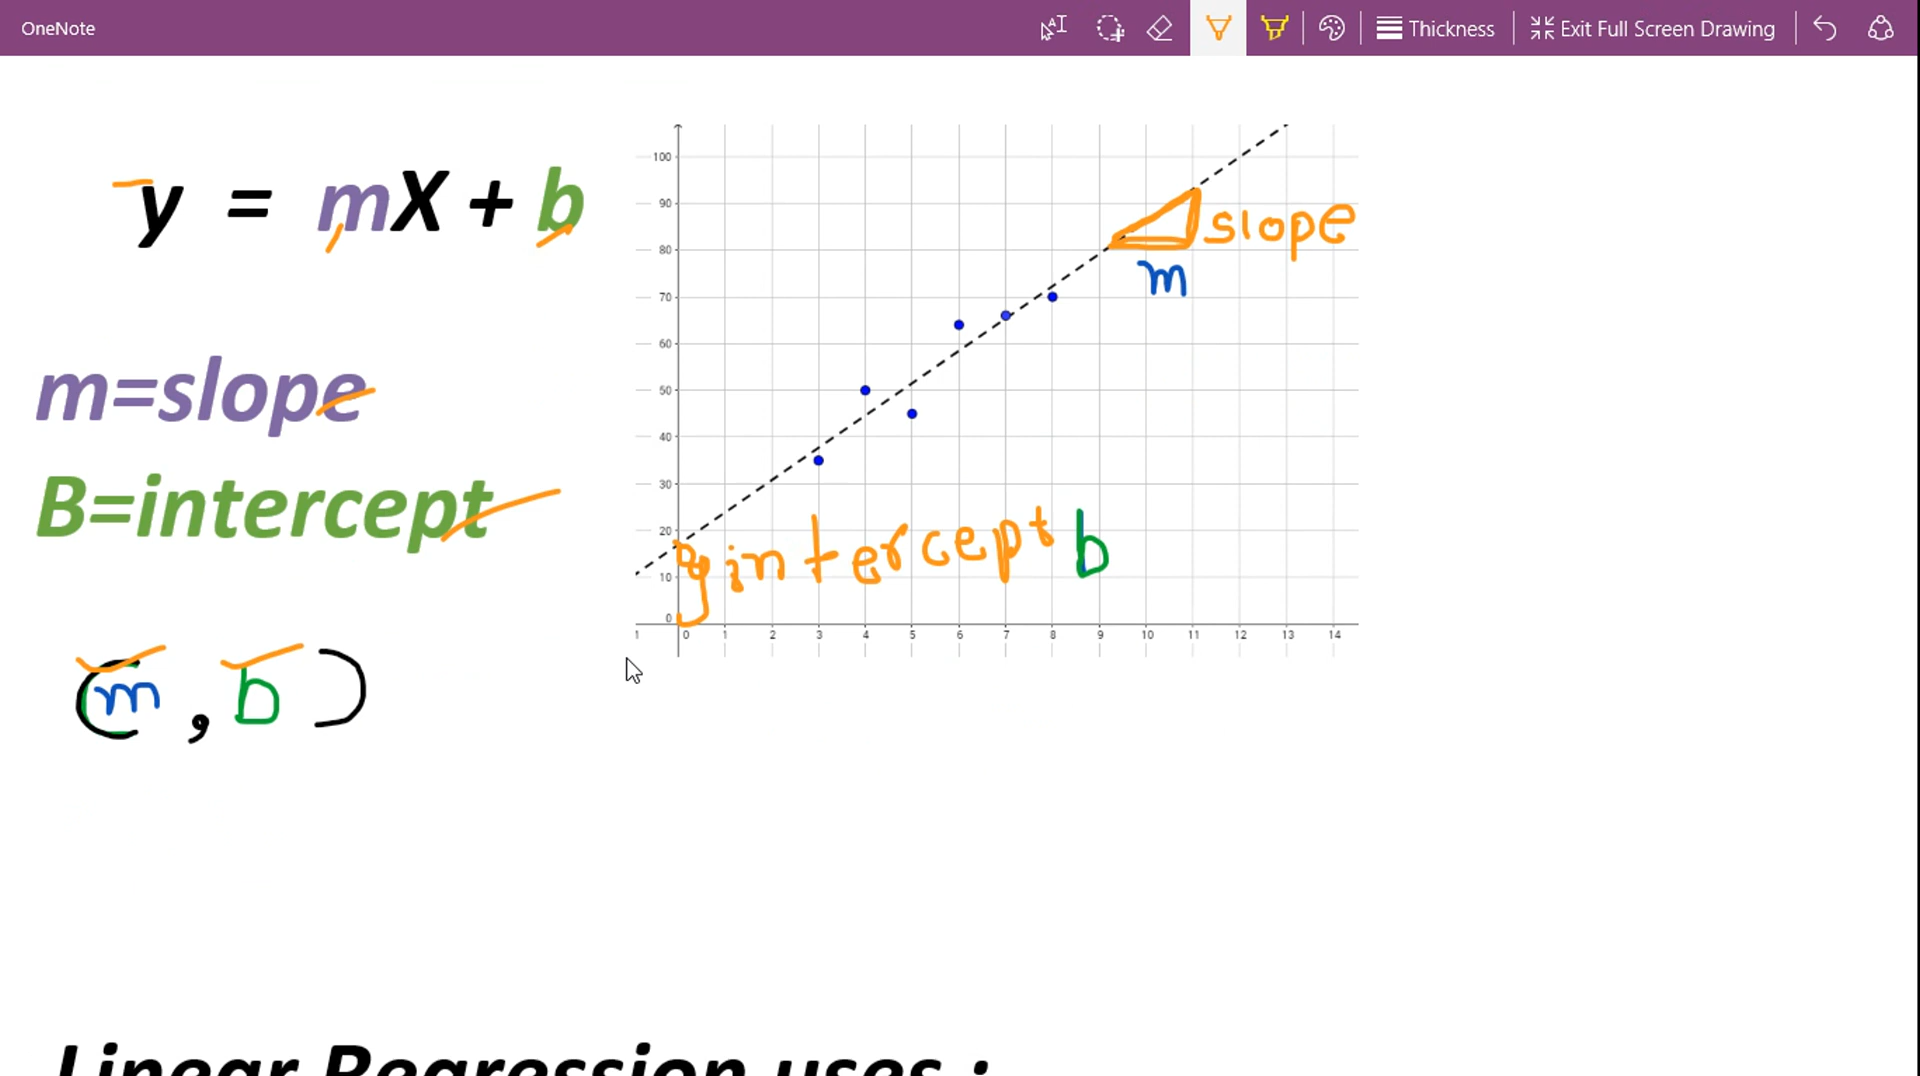 OneNote
Thickness
Exit Full Screen Drawing
y = mX + b
m=slope
B=intercept
(m , b)
100
90
80
70
60
50
40
30
20
10
0
1 0 1 2 3 4 5 6 7 8 9 10 11 12 13 14
slope
m
y intercept b
Linear Regression uses :